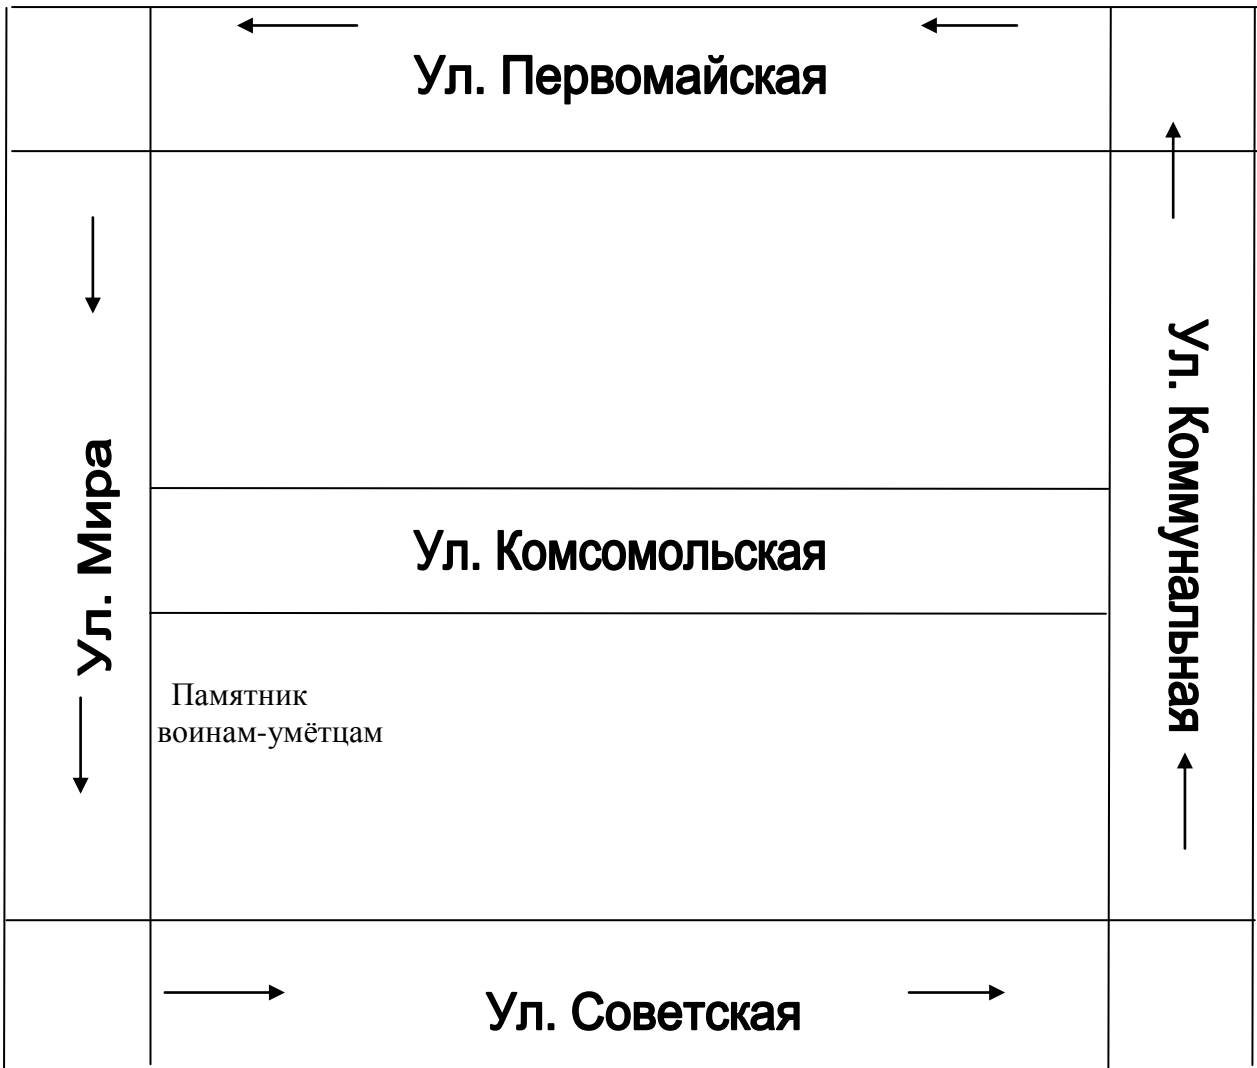 Ул. Первомайская
Ул. Мира
Ул. Коммунальная
Ул. Комсомольская
Памятник
воинам-умётцам
Ул. Советская